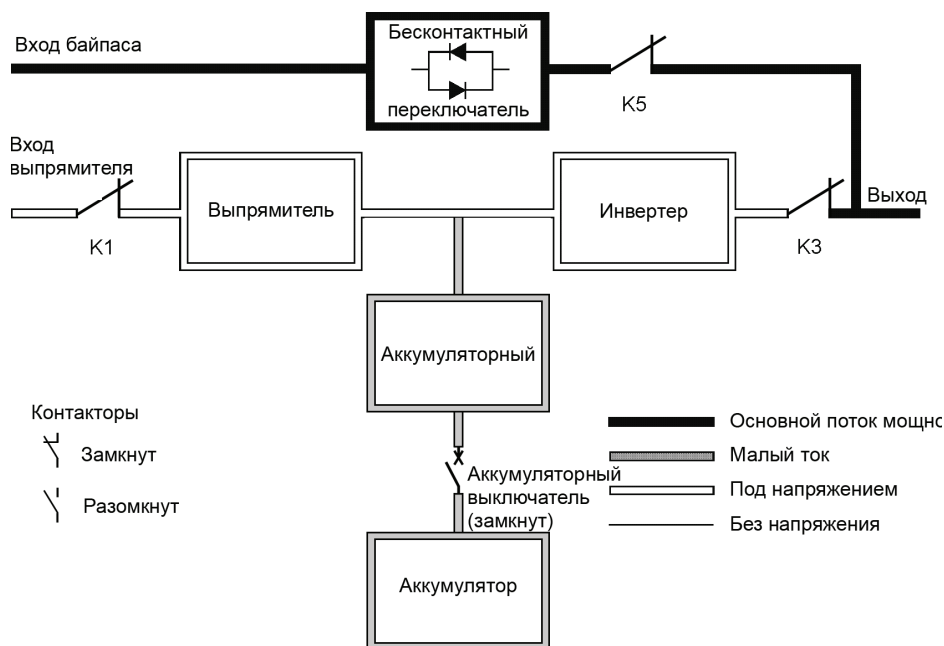 Вход байпаса
Бесконтактный
переключатель
K5
Вход
выпрямителя
K1
Выпрямитель
Инвертер
K3
Выход
Аккумуляторный
Контакторы
Замкнут
Разомкнут
Аккумуляторный
выключатель
(замкнут)
Аккумулятор
Основной поток мощно
Малый ток
Под напряжением
Без напряжения